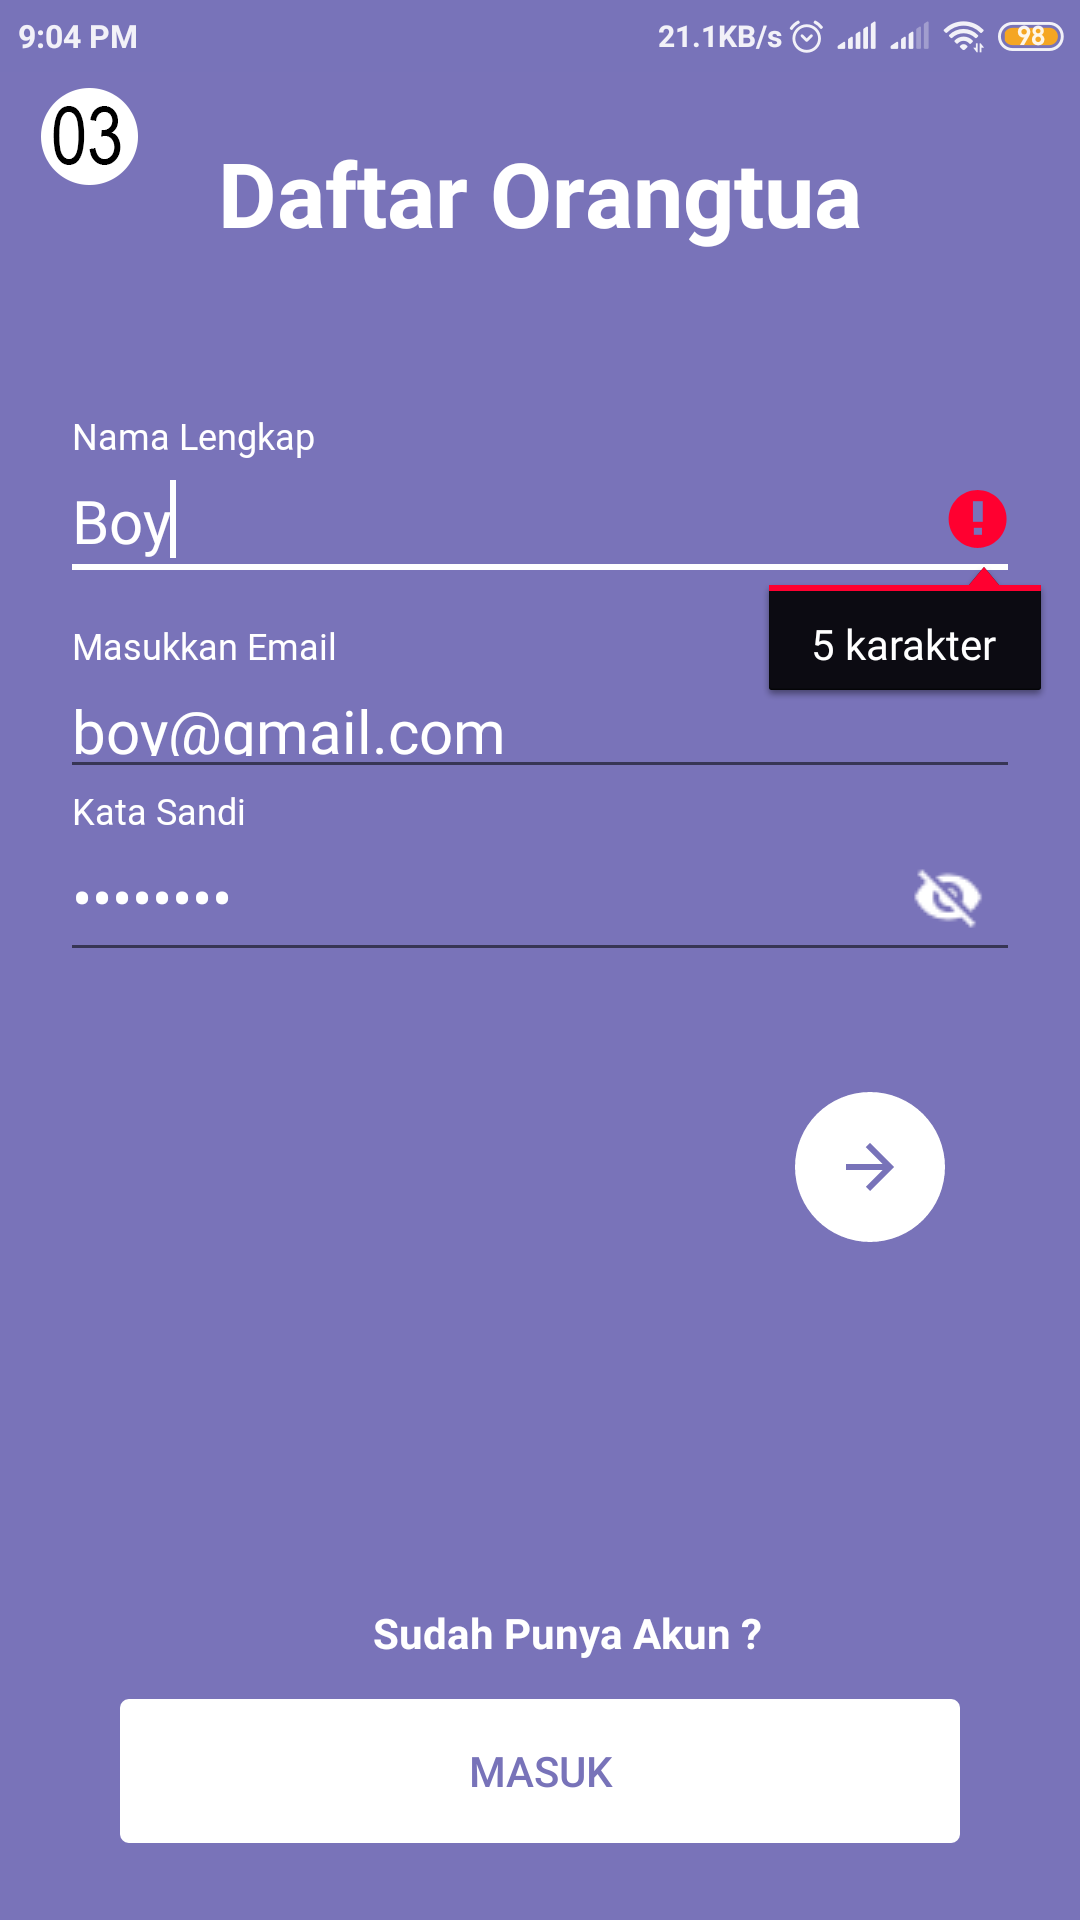 9:04 PM 21.1KB/s 98
03
Daftar Orangtua
Nama Lengkap
Boy
5 karakter
Masukkan Email
boy@gmail.com
Kata Sandi
Sudah Punya Akun ?
MASUK